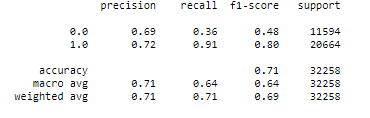 precision recall f1-score support
0.0 0.69 0.36 0.48 11594
1.0 0.72 0.91 0.80 20664
accuracy 0.71 32258
macro avg 0.71 0.64 0.64 32258
weighted avg 0.71 0.71 0.69 32258